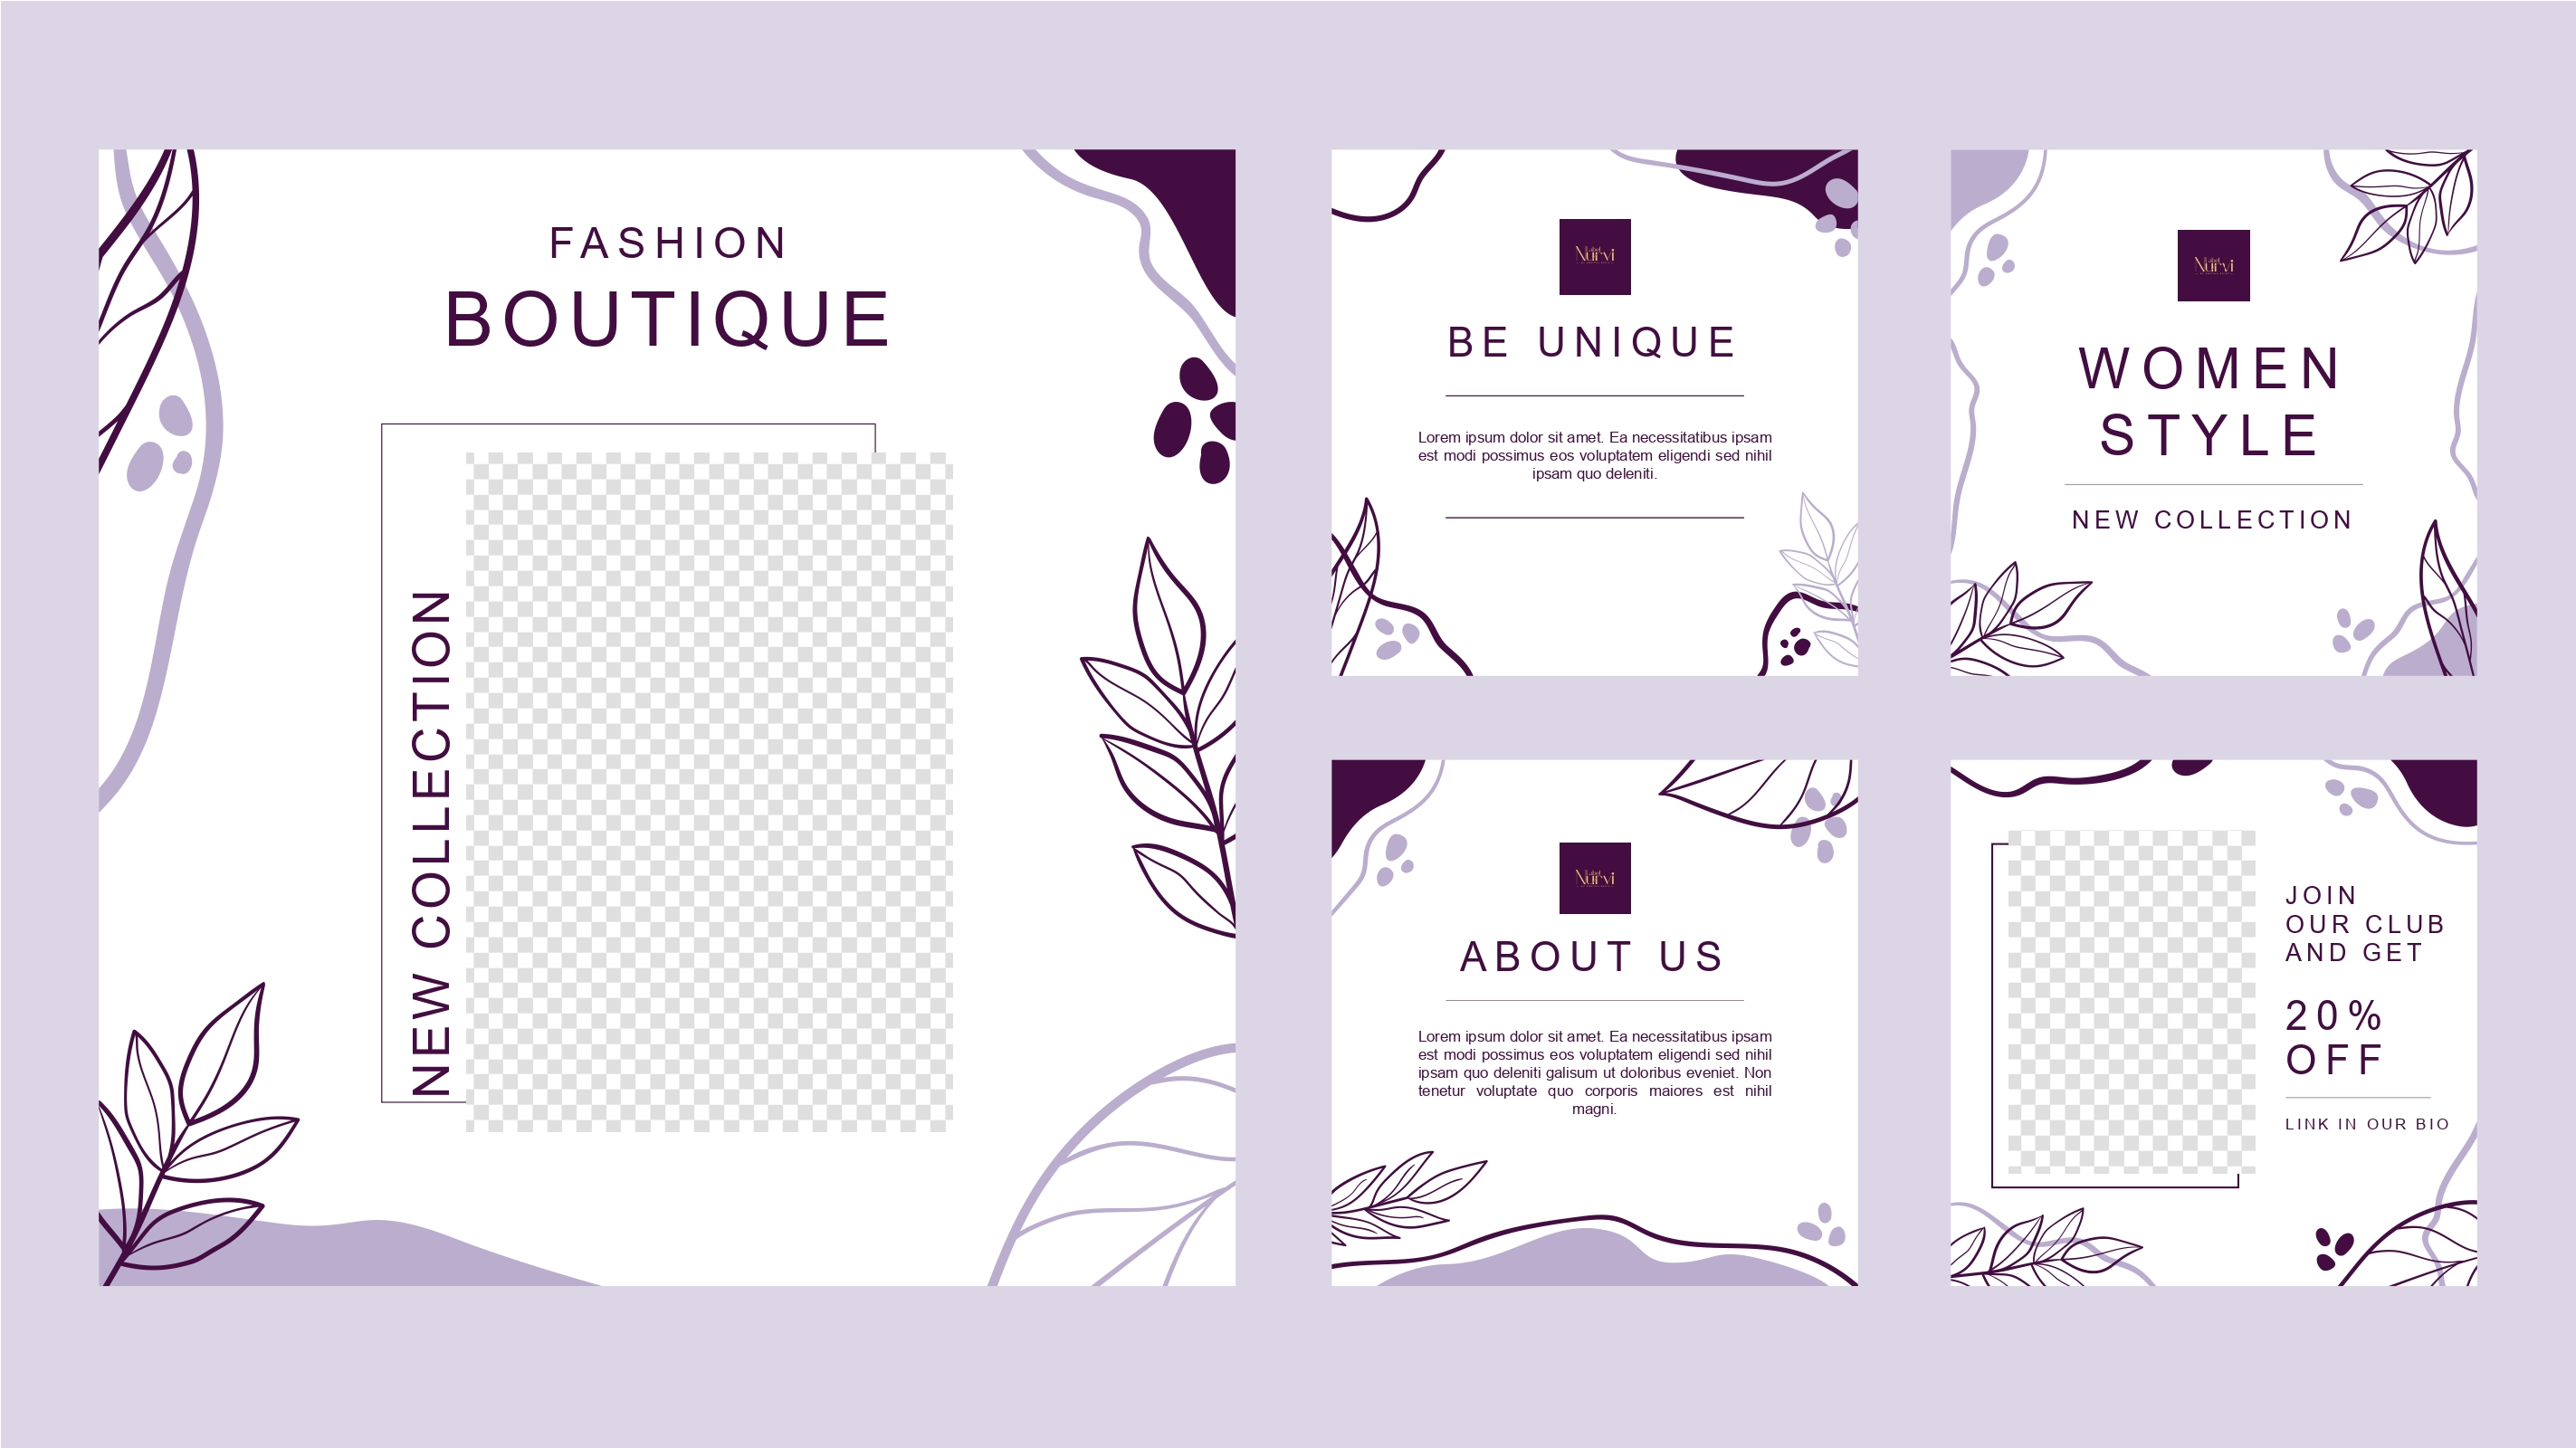 FASHION
BOUTIQUE
NEW COLLECTION
Label
Nurvi
BE UNIQUE
Lorem ipsum dolor sit amet. Ea necessitatibus ipsam
est modi possimus eos voluptatem eligendi sed nihil
ipsam quo deleniti.
Label
Nurvi
WOMEN
STYLE
NEW COLLECTION
Label
Nurvi
ABOUT US
Lorem ipsum dolor sit amet. Ea necessitatibus ipsam
est modi possimus eos voluptatem eligendi sed nihil
ipsam quo deleniti galisum ut doloribus eveniet. Non
tenetur voluptate quo corporis maiores est nihil
magni.
JOIN
OUR CLUB
AND GET
20%
OFF
LINK IN OUR BIO